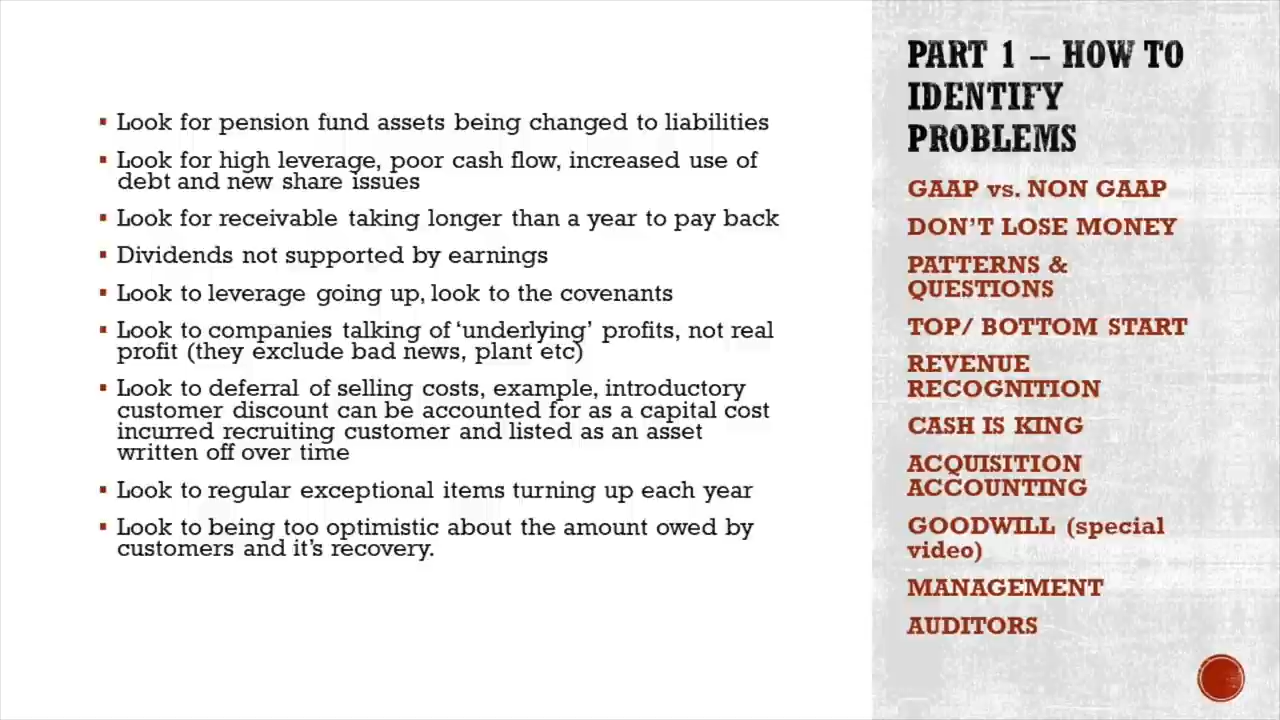 Look for pension fund assets being changed to liabilities
Look for high leverage, poor cash flow, increased use of
debt and new share issues
Look for receivable taking longer than a year to pay back
Dividends not supported by earnings
Look to leverage going up, look to the covenants
Look to companies talking of ‘underlying’ profits, not real
profit (they exclude bad news, plant etc)
Look to deferral of selling costs, example, introductory
customer discount can be accounted for as a capital cost
incurred recruiting customer and listed as an asset
written off over time
Look to regular exceptional items turning up each year
Look to being too optimistic about the amount owed by
customers and it’s recovery.
PART 1 – HOW TO
IDENTIFY
PROBLEMS
GAAP vs. NON GAAP
DON’T LOSE MONEY
PATTERNS &
QUESTIONS
TOP/ BOTTOM START
REVENUE
RECOGNITION
CASH IS KING
ACQUISITION
ACCOUNTING
GOODWILL (special
video)
MANAGEMENT
AUDITORS